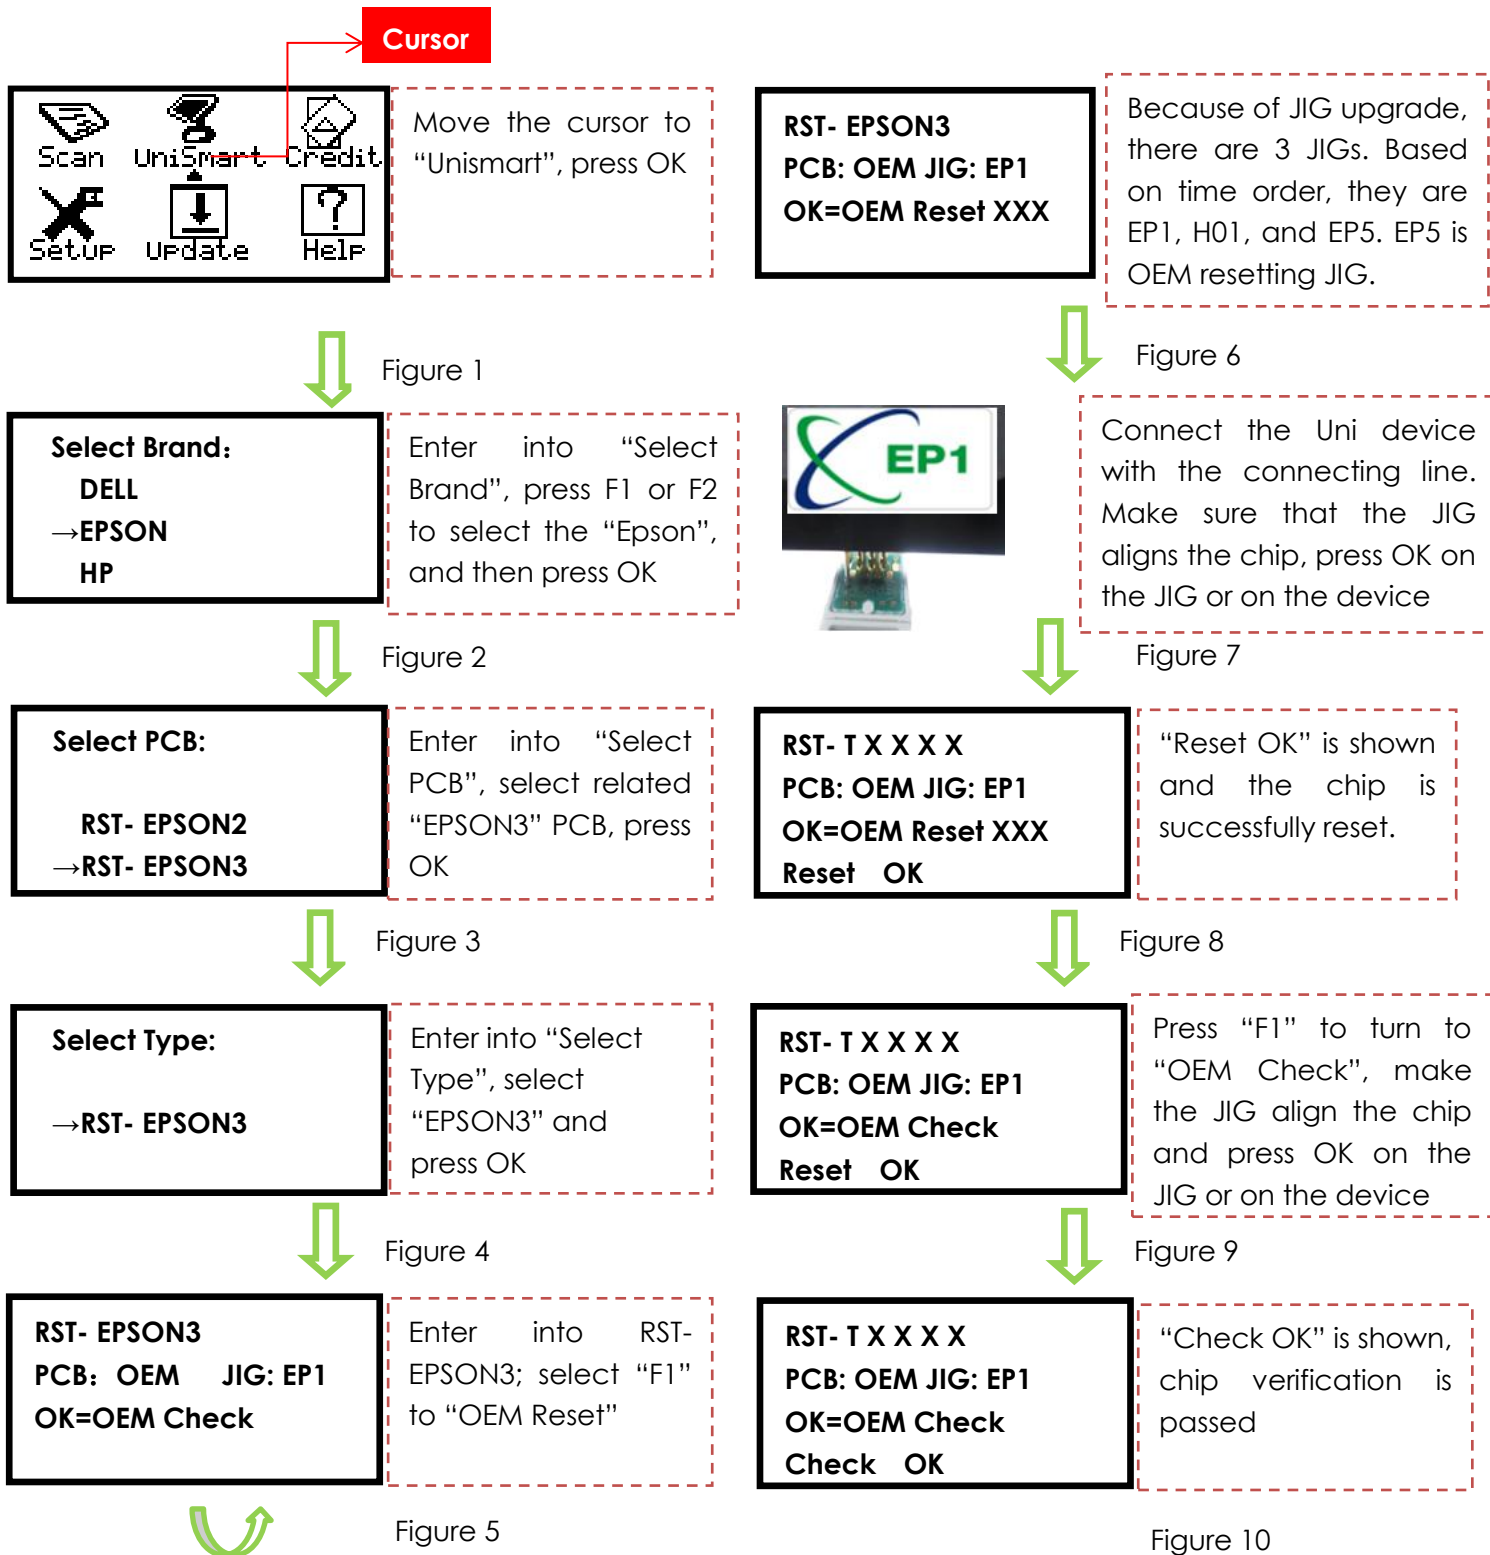 Cursor
Scan UniSmart Credit
Setup Update Help
Move the cursor to
“Unismart”, press OK
Figure 1
Select Brand：
DELL
→EPSON
HP
Enter into “Select
Brand”, press F1 or F2
to select the “Epson”,
and then press OK
Figure 2
Select PCB:
RST- EPSON2
→RST- EPSON3
Enter into “Select
PCB”, select related
“EPSON3” PCB, press
OK
Figure 3
Select Type:
→RST- EPSON3
Enter into “Select
Type”, select
“EPSON3” and
press OK
Figure 4
RST- EPSON3
PCB：OEM JIG: EP1
OK=OEM Check
Enter into RST-
EPSON3; select “F1”
to “OEM Reset”
Figure 5
RST- EPSON3
PCB: OEM JIG: EP1
OK=OEM Reset XXX
Because of JIG upgrade,
there are 3 JIGs. Based
on time order, they are
EP1, H01, and EP5. EP5 is
OEM resetting JIG.
Figure 6
EP1
Connect the Uni device
with the connecting line.
Make sure that the JIG
aligns the chip, press OK on
the JIG or on the device
Figure 7
RST- T X X X X
PCB: OEM JIG: EP1
OK=OEM Reset XXX
Reset OK
“Reset OK” is shown
and the chip is
successfully reset.
Figure 8
RST- T X X X X
PCB: OEM JIG: EP1
OK=OEM Check
Reset OK
Press “F1” to turn to
“OEM Check”, make
the JIG align the chip
and press OK on the
JIG or on the device
Figure 9
RST- T X X X X
PCB: OEM JIG: EP1
OK=OEM Check
Check OK
“Check OK” is shown,
chip verification is
passed
Figure 10